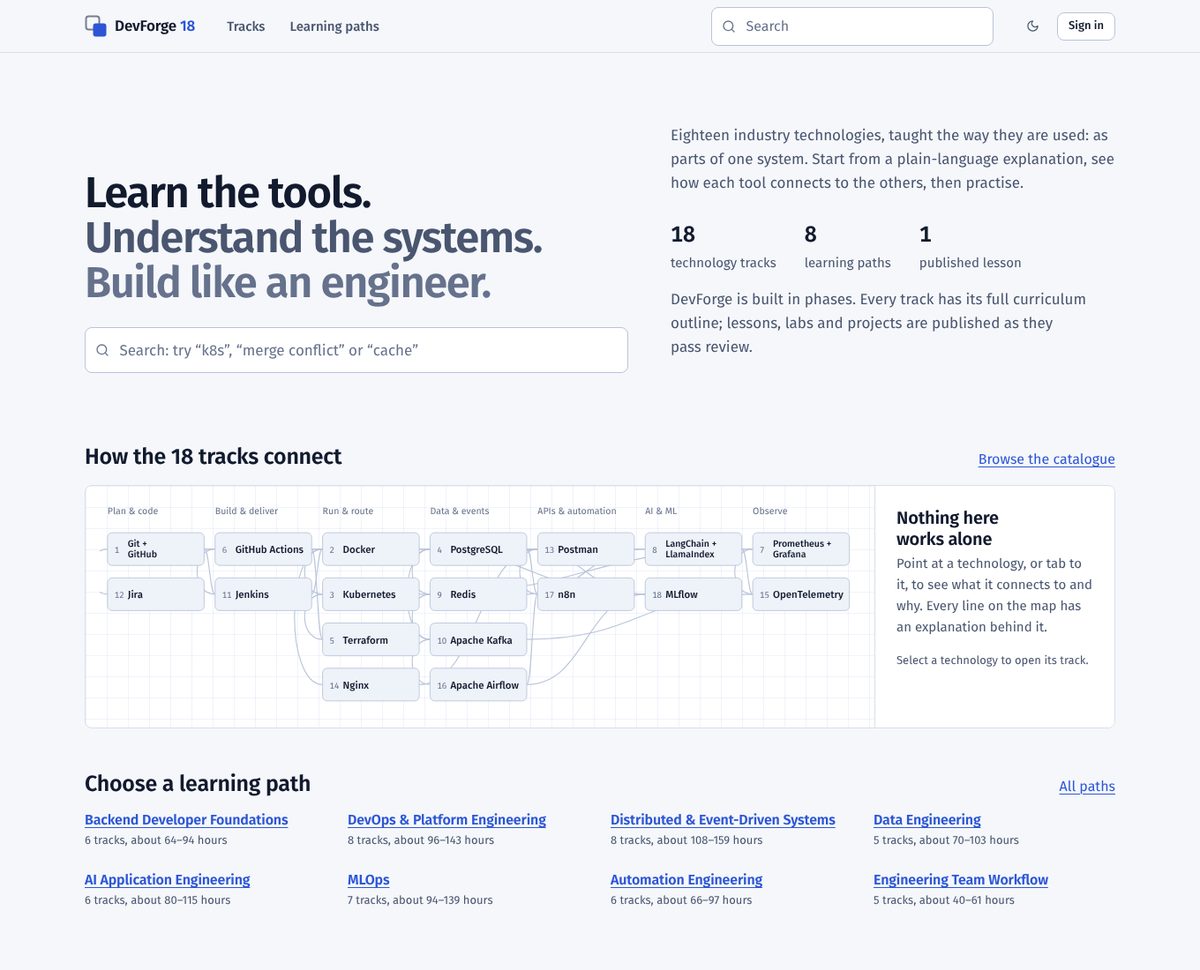 DevForge 18
Tracks
Learning paths
Search
Sign in
Learn the tools.
Understand the systems.
Build like an engineer.
Search: try “k8s”, “merge conflict” or “cache”
Eighteen industry technologies, taught the way they are used: as
parts of one system. Start from a plain-language explanation, see
how each tool connects to the others, then practise.
18
technology tracks
8
learning paths
1
published lesson
DevForge is built in phases. Every track has its full curriculum
outline; lessons, labs and projects are published as they
pass review.
How the 18 tracks connect
Browse the catalogue
Plan & code
Build & deliver
Run & route
Data & events
APIs & automation
AI & ML
Observe
1 Git +
GitHub
6 GitHub Actions
2 Docker
4 PostgreSQL
13 Postman
8 LangChain +
LlamaIndex
7 Prometheus +
Grafana
12 Jira
11 Jenkins
3 Kubernetes
9 Redis
17 n8n
18 MLflow
15 OpenTelemetry
5 Terraform
10 Apache Kafka
14 Nginx
16 Apache Airflow
Nothing here
works alone
Point at a technology, or tab to
it, to see what it connects to and
why. Every line on the map has
an explanation behind it.
Select a technology to open its track.
Choose a learning path
All paths
Backend Developer Foundations
6 tracks, about 64–94 hours
DevOps & Platform Engineering
8 tracks, about 96–143 hours
Distributed & Event-Driven Systems
8 tracks, about 108–159 hours
Data Engineering
5 tracks, about 70–103 hours
AI Application Engineering
6 tracks, about 80–115 hours
MLOps
7 tracks, about 94–139 hours
Automation Engineering
6 tracks, about 66–97 hours
Engineering Team Workflow
5 tracks, about 40–61 hours